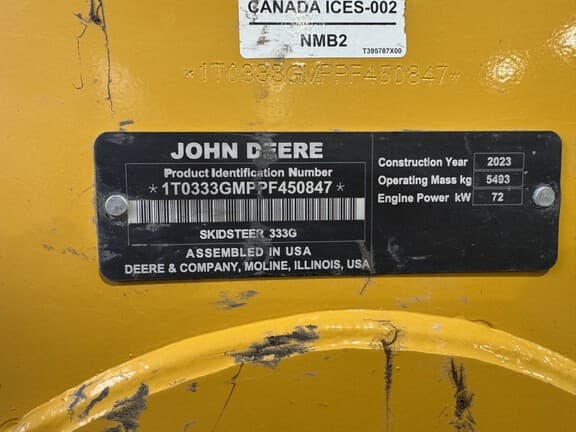 CANADA ICES-002
NMB2
T395787X00
*1T0333GMPPF450847*
JOHN DEERE
Product Identification Number
*1T0333GMPPF450847*
SKIDSTEER 333G
ASSEMBLED IN USA
DEERE & COMPANY, MOLINE, ILLINOIS, USA
Construction Year 2023
Operating Mass kg 5493
Engine Power kW 72